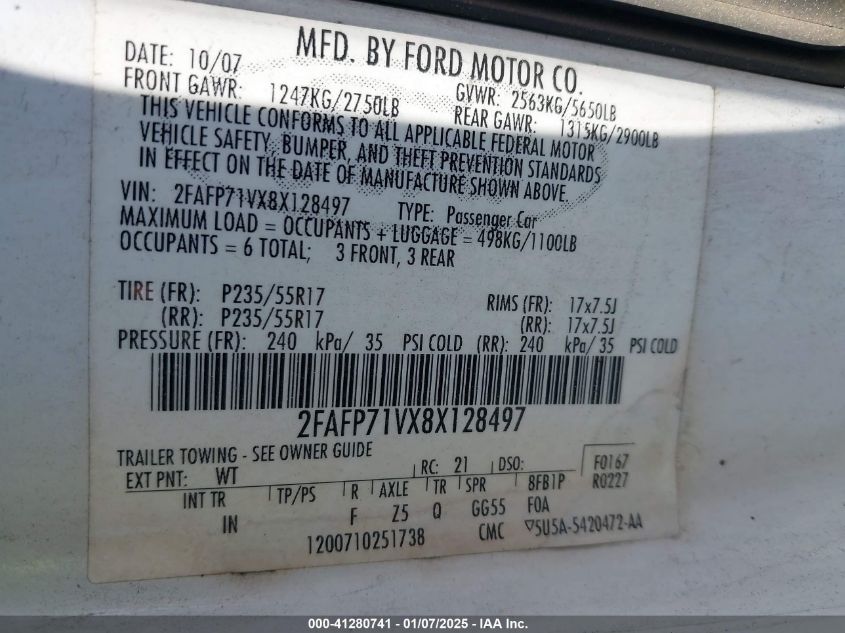 MFD. BY FORD MOTOR CO.
DATE: 10/07 GVWR: 2563KG/5650LB
FRONT GAWR: 1247KG/2750LB REAR GAWR: 1315KG/2900LB
THIS VEHICLE CONFORMS TO ALL APPLICABLE FEDERAL MOTOR
VEHICLE SAFETY, BUMPER, AND THEFT PREVENTION STANDARDS
IN EFFECT ON THE DATE OF MANUFACTURE SHOWN ABOVE.
VIN: 2FAFP71VX8X128497 TYPE: Passenger Car
MAXIMUM LOAD = OCCUPANTS + LUGGAGE = 498KG/1100LB
OCCUPANTS = 6 TOTAL; 3 FRONT, 3 REAR
TIRE (FR): P235/55R17 RIMS (FR): 17x7.5J
(RR): P235/55R17 (RR): 17x7.5J
PRESSURE (FR): 240 kPa/ 35 PSI COLD (RR): 240 kPa/ 35 PSI COLD
2FAFP71VX8X128497
TRAILER TOWING - SEE OWNER GUIDE
EXT PNT: WT RC: 21 DSO: F0167
INT TR TP/PS R AXLE TR SPR 8FB1P R0227
IN F Z5 Q GG55 FOA
1200710251738 CMC ▽5U5A-5420472-AA
000-41280741 — 01/07/2025 — IAA Inc.